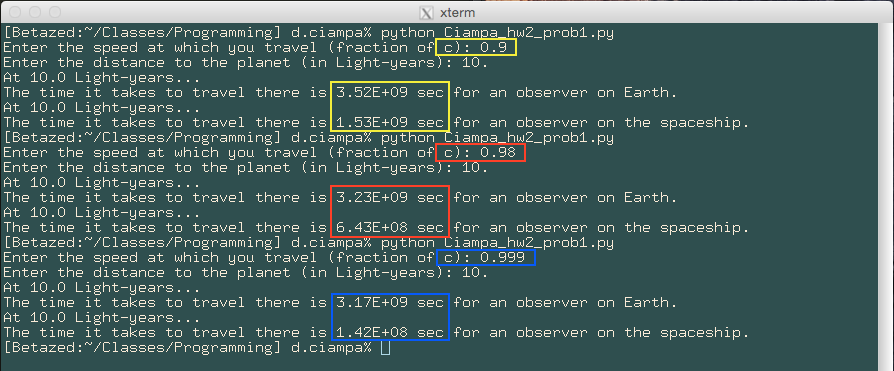 xterm
[Betazed:~/Classes/Programming] d.ciampa% python Ciampa_hw2_prob1.py
Enter the speed at which you travel (fraction of c): 0.9
Enter the distance to the planet (in Light-years): 10.
At 10.0 Light-years...
The time it takes to travel there is 3.52E+09 sec for an observer on Earth.
At 10.0 Light-years...
The time it takes to travel there is 1.53E+09 sec for an observer on the spaceship.
[Betazed:~/Classes/Programming] d.ciampa% python Ciampa_hw2_prob1.py
Enter the speed at which you travel (fraction of c): 0.98
Enter the distance to the planet (in Light-years): 10.
At 10.0 Light-years...
The time it takes to travel there is 3.23E+09 sec for an observer on Earth.
At 10.0 Light-years...
The time it takes to travel there is 6.43E+08 sec for an observer on the spaceship.
[Betazed:~/Classes/Programming] d.ciampa% python Ciampa_hw2_prob1.py
Enter the speed at which you travel (fraction of c): 0.999
Enter the distance to the planet (in Light-years): 10.
At 10.0 Light-years...
The time it takes to travel there is 3.17E+09 sec for an observer on Earth.
At 10.0 Light-years...
The time it takes to travel there is 1.42E+08 sec for an observer on the spaceship.
[Betazed:~/Classes/Programming] d.ciampa%